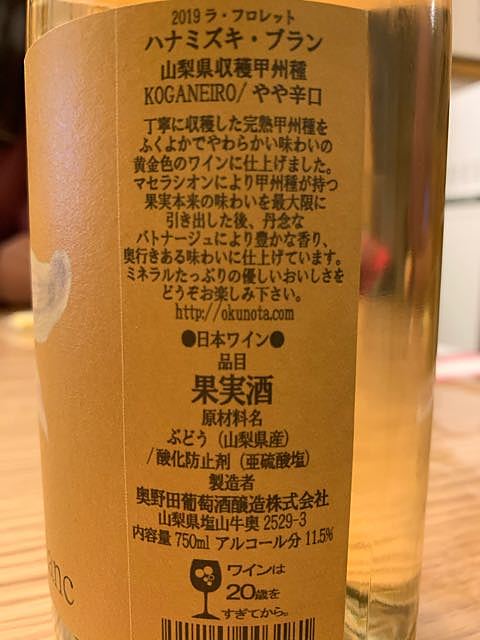 2019 ラ・フロレット
ハナミズキ・ブラン
山梨県収穫甲州種
KOGANEIRO/ やや辛口
丁寧に収穫した完熟甲州種を
ふくよかでやわらかい味わいの
黄金色のワインに仕上げました。
マセラシオンにより甲州種が持つ
果実本来の味わいを最大限に
引き出した後、丹念な
バトナージュにより豊かな香り、
奥行きある味わいに仕上げています。
ミネラルたっぷりの優しいおいしさを
どうぞお楽しみ下さい。
http://okunota.com
●日本ワイン●
品目
果実酒
原材料名
ぶどう（山梨県産）
/酸化防止剤（亜硫酸塩）
製造者
奥野田葡萄酒醸造株式会社
山梨県塩山牛奥 2529-3
内容量 750ml アルコール分 11.5%
ワインは
20歳を
すぎてから。